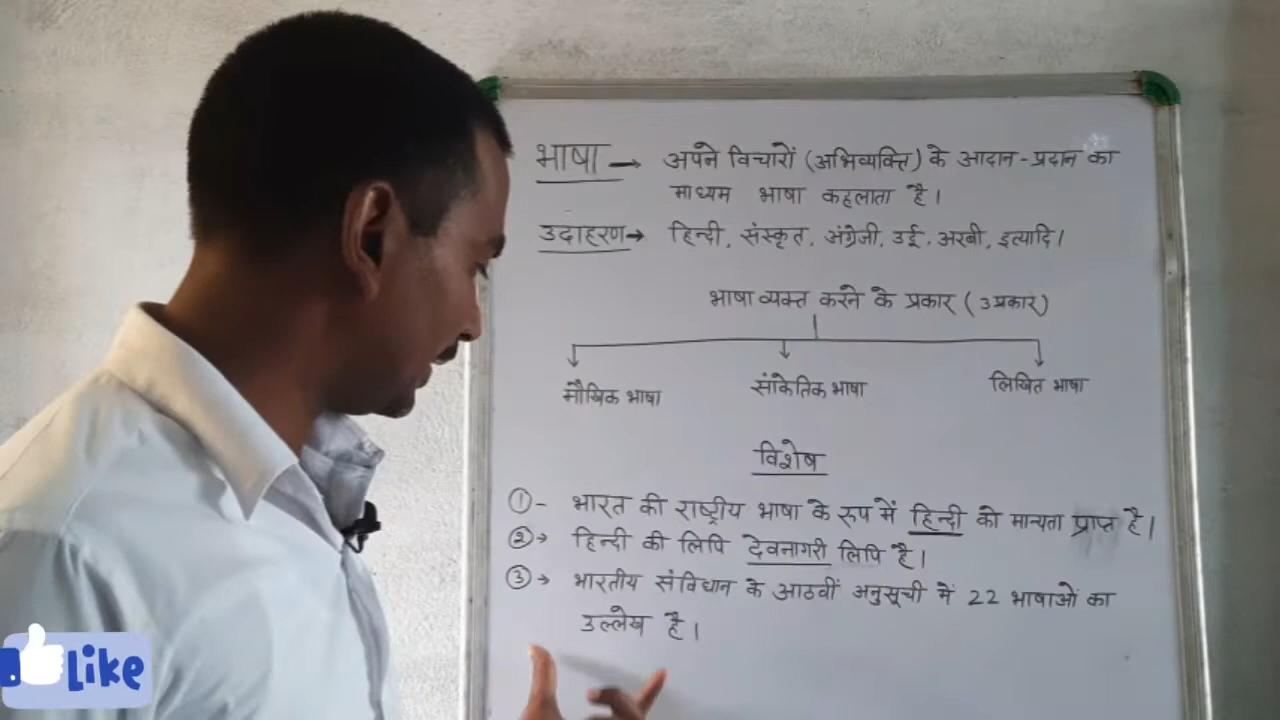 भाषा → अपने विचारों (अभिव्यक्ति) के आदान-प्रदान का
माध्यम भाषा कहलाता है।
उदाहरण → हिन्दी, संस्कृत, अंग्रेजी, उर्दू, अरबी, इत्यादि।
भाषा व्यक्त करने के प्रकार (3 प्रकार)
मौखिक भाषा सांकेतिक भाषा लिखित भाषा
विशेष
① - भारत की राष्ट्रीय भाषा के रूप में हिन्दी को मान्यता प्राप्त है।
② → हिन्दी की लिपि देवनागरी लिपि है।
③ → भारतीय संविधान के आठवीं अनुसूची में 22 भाषाओं का
उल्लेख है।
Like